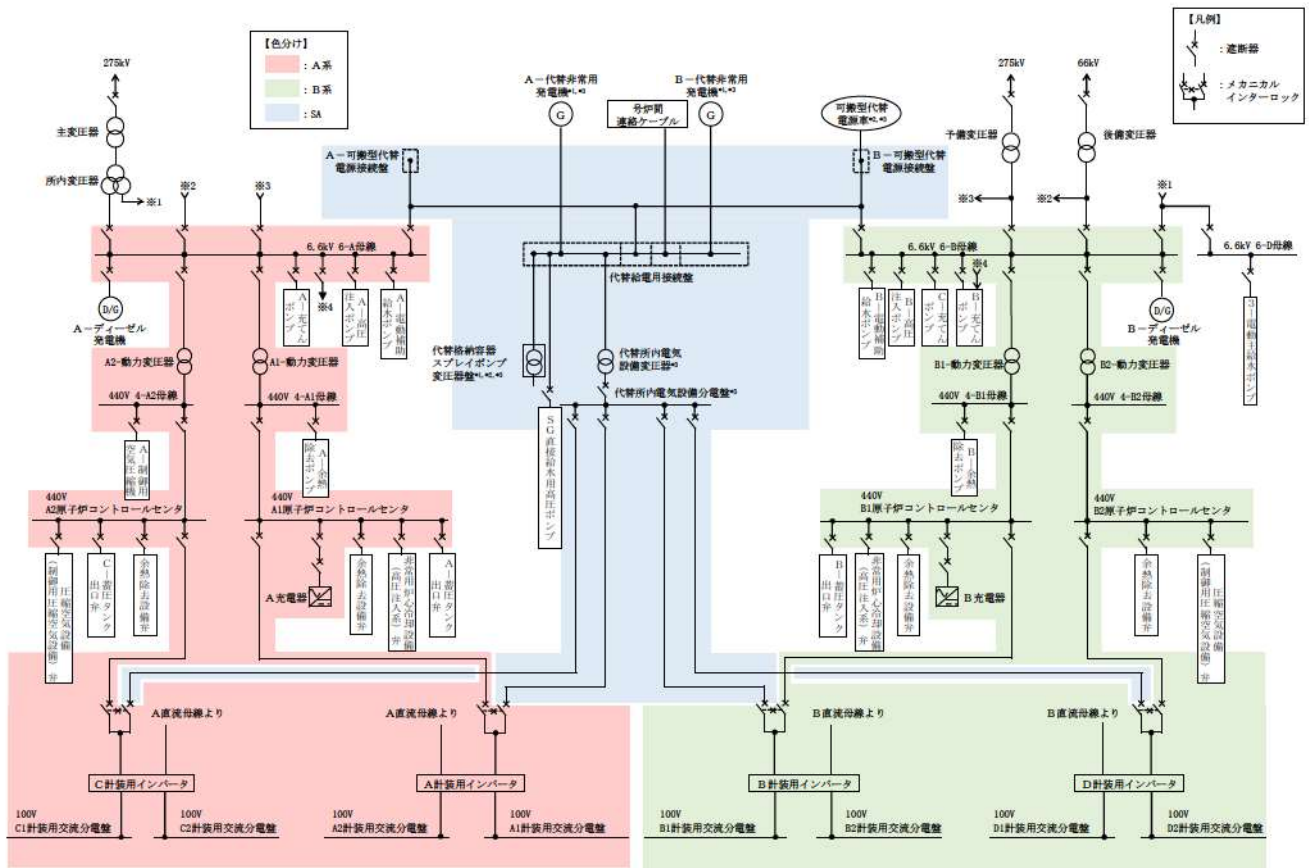 【色分け】
：A系
：B系
：SA
【凡例】
：遮断器
：メカニカル
インターロック
275kV
主変圧器
所内変圧器
※1
※2
※3
A－代替非常用
発電機*1,*3
号炉間
連絡ケーブル
B－代替非常用
発電機*1,*3
可搬型代替
電源車*2,*3
275kV
66kV
予備変圧器
後備変圧器
A－可搬型代替
電源接続盤
B－可搬型代替
電源接続盤
※3
※2
※1
6.6kV 6-A母線
代替給電用接続盤
6.6kV 6-B母線
6.6kV 6-D母線
D/G
A－ディーゼル
発電機
A－充てん
ポンプ
※4
A－高圧
注入ポンプ
A－電動補助
給水ポンプ
B－電動補助
給水ポンプ
B－高圧
注入ポンプ
C－充てん
ポンプ
※4
B－充てん
ポンプ
D/G
B－ディーゼル
発電機
3－電動主給水ポンプ
A2-動力変圧器
A1-動力変圧器
代替格納容器
スプレイポンプ
変圧器盤*1,*2,*3
代替所内電気
設備変圧器*3
B1-動力変圧器
B2-動力変圧器
440V 4-A2母線
440V 4-A1母線
代替所内電気設備分電盤*3
440V 4-B1母線
440V 4-B2母線
A－制御用
空気圧縮機
A－余熱
除去ポンプ
SG直接給水用高圧ポンプ
B－余熱
除去ポンプ
440V
A2原子炉コントロールセンタ
440V
A1原子炉コントロールセンタ
440V
B1原子炉コントロールセンタ
440V
B2原子炉コントロールセンタ
圧縮空気設備
（制御用圧縮空気設備）弁
C－蓄圧タンク
出口弁
余熱除去設備弁
A充電器
余熱除去設備弁
非常用炉心冷却設備
（高圧注入系）弁
A－蓄圧タンク
出口弁
B－蓄圧タンク
出口弁
非常用炉心冷却設備
（高圧注入系）弁
余熱除去設備弁
B充電器
余熱除去設備弁
圧縮空気設備
（制御用圧縮空気設備）弁
A直流母線より
A直流母線より
B直流母線より
B直流母線より
C計装用インバータ
A計装用インバータ
B計装用インバータ
D計装用インバータ
100V
C1計装用交流分電盤
C2計装用交流分電盤
100V
100V
A2計装用交流分電盤
100V
A1計装用交流分電盤
100V
B1計装用交流分電盤
100V
B2計装用交流分電盤
100V
D1計装用交流分電盤
100V
D2計装用交流分電盤
G
G